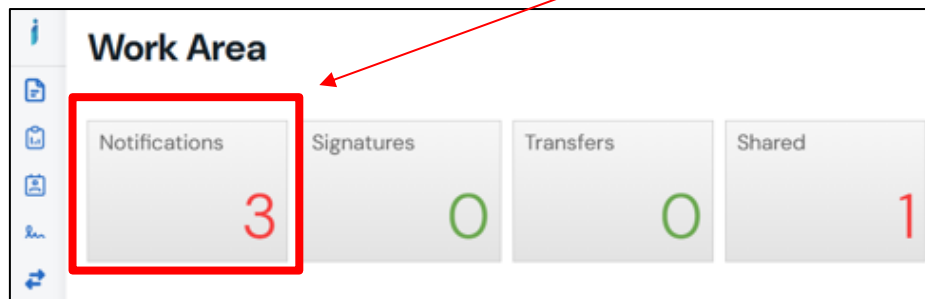 Work Area
Notifications
Signatures
Transfers
Shared
3
0
0
1